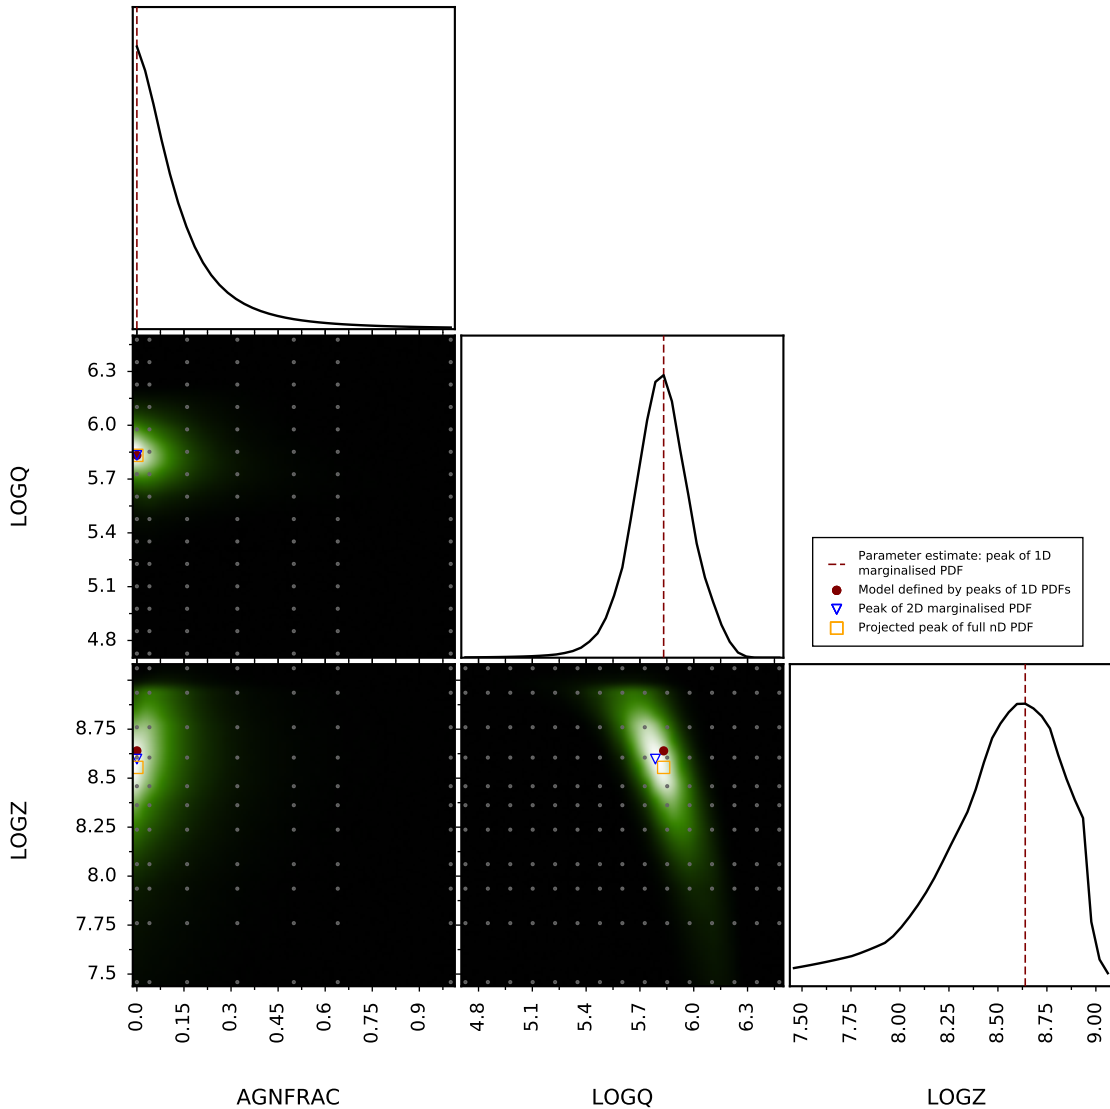 6.3
6.0
5.7
5.4
5.1
4.8
LOGQ
Parameter estimate: peak of 1D
marginalised PDF
Model defined by peaks of 1D PDFs
Peak of 2D marginalised PDF
Projected peak of full nD PDF
8.75
8.5
8.25
8.0
7.75
7.5
LOGZ
0.0 0.15 0.3 0.45 0.6 0.75 0.9
4.8 5.1 5.4 5.7 6.0 6.3
7.50 7.75 8.00 8.25 8.50 8.75 9.00
AGNFRAC LOGQ LOGZ